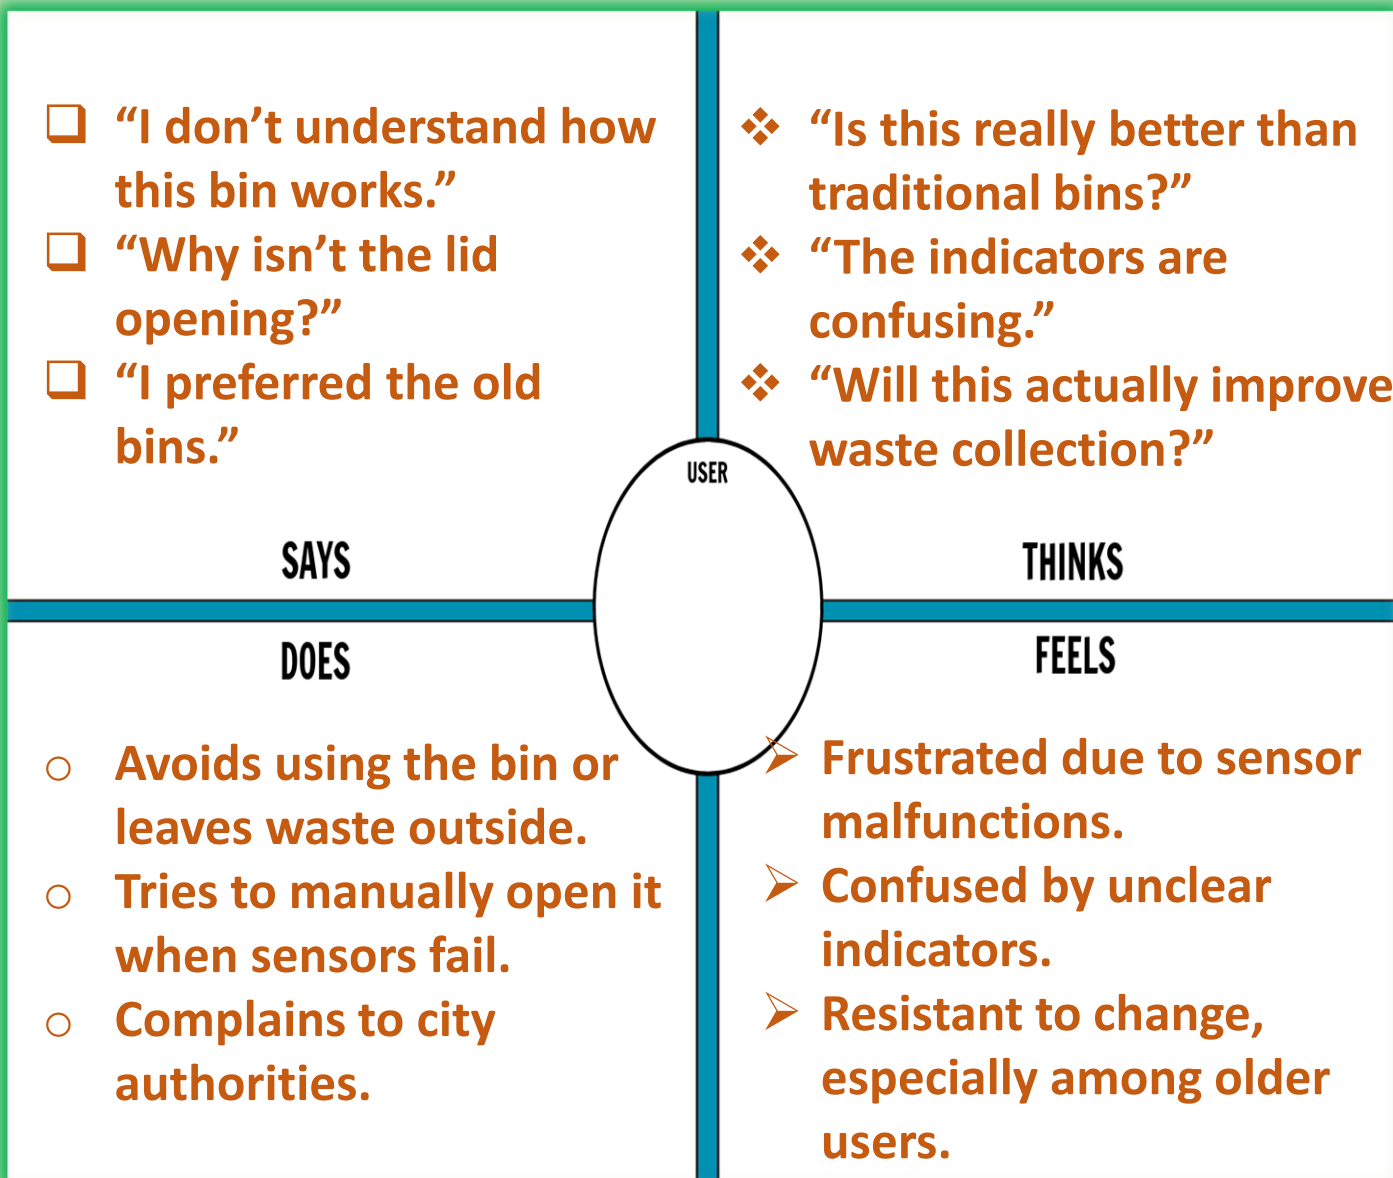 “I don’t understand how
this bin works.”
“Why isn’t the lid
opening?”
“I preferred the old
bins.”
SAYS
“Is this really better than
traditional bins?”
“The indicators are
confusing.”
“Will this actually improve
waste collection?”
THINKS
USER
DOES
Avoids using the bin or
leaves waste outside.
Tries to manually open it
when sensors fail.
Complains to city
authorities.
FEELS
Frustrated due to sensor
malfunctions.
Confused by unclear
indicators.
Resistant to change,
especially among older
users.